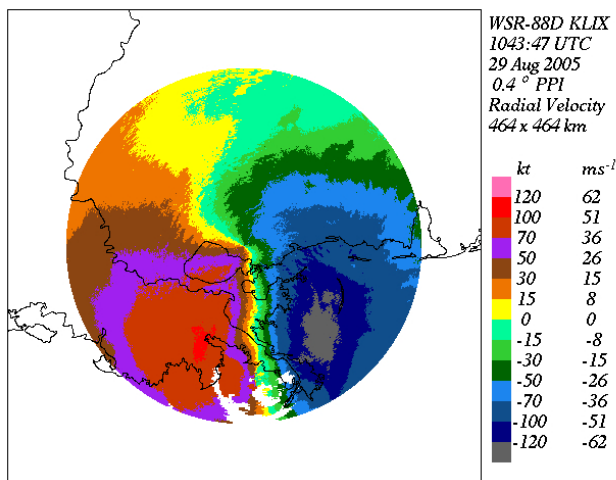 WSR-88D KLIX
1043:47 UTC
29 Aug 2005
0.4 ° PPI
Radial Velocity
464 x 464 km
kt ms⁻¹
120 62
100 51
70 36
50 26
30 15
15 8
0 0
-15 -8
-30 -15
-50 -26
-70 -36
-100 -51
-120 -62